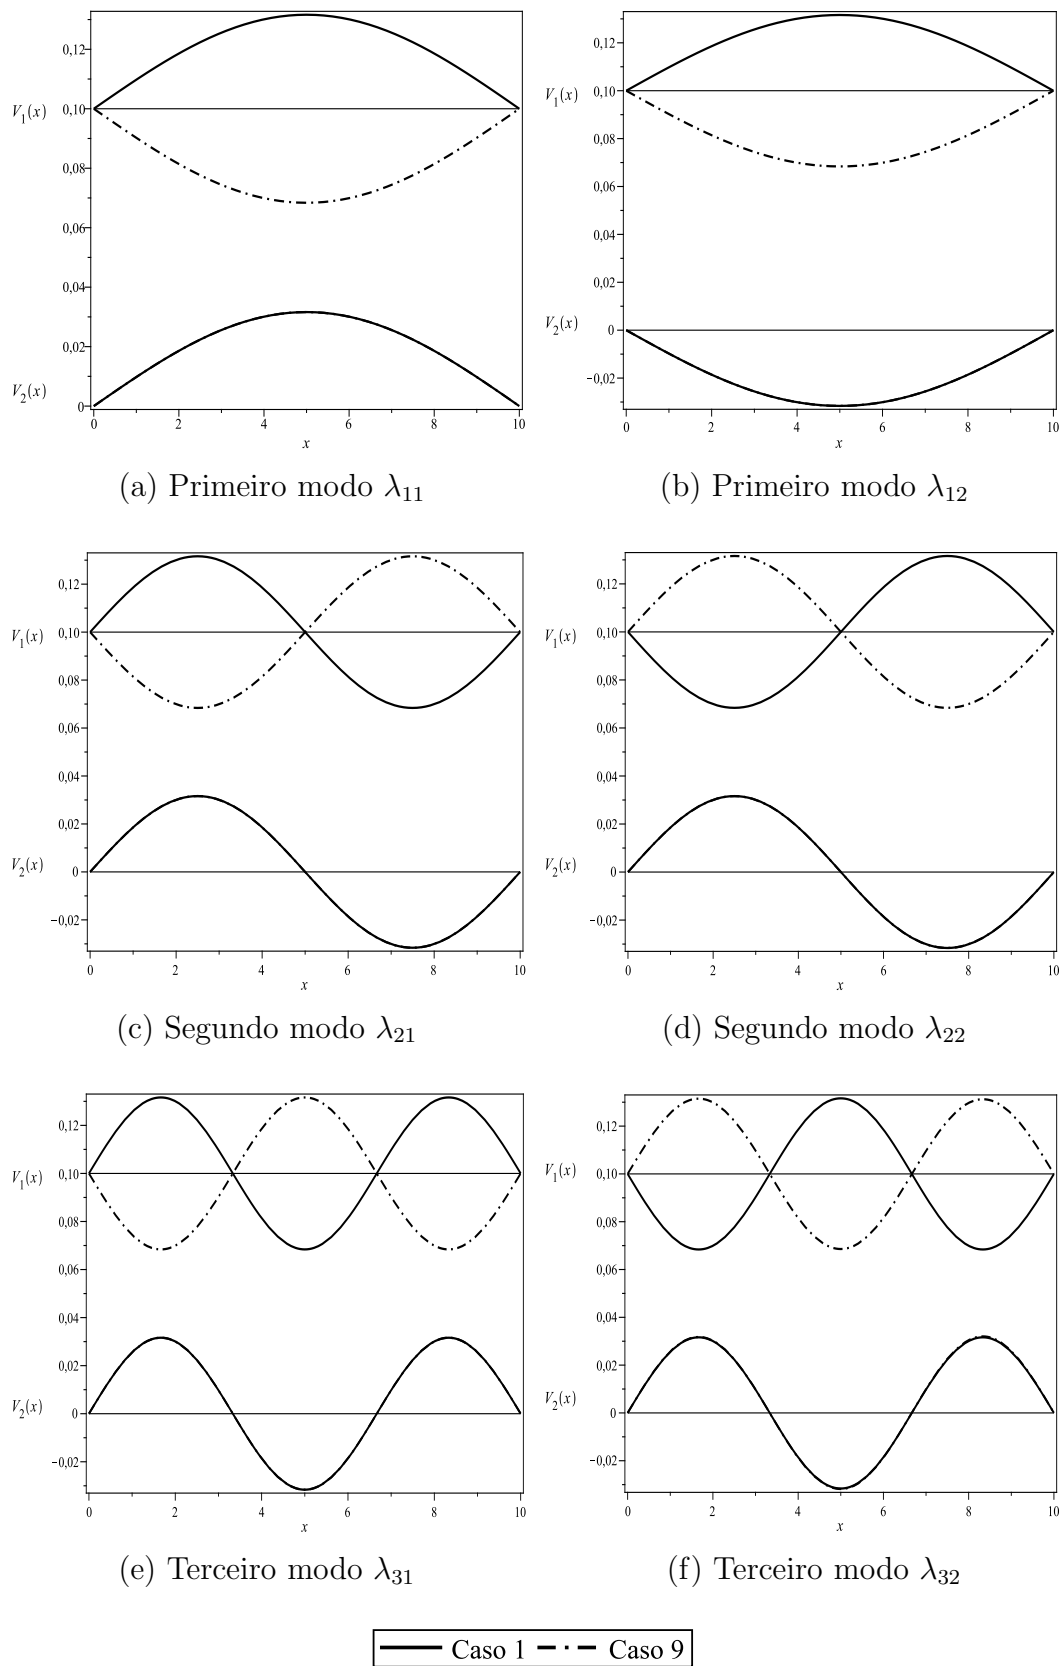 0,12
V₁(x) 0,10
0,08
0,06
0,04
0,02
V₂(x)
0
0 2 4 6 8 10
x
(a) Primeiro modo λ₁₁
0,12
V₁(x) 0,10
0,08
0,06
0,04
0,02
V₂(x) 0
−0,02
0 2 4 6 8 10
x
(b) Primeiro modo λ₁₂
0,12
V₁(x) 0,10
0,08
0,06
0,04
0,02
V₂(x) 0
−0,02
0 2 4 6 8 10
x
(c) Segundo modo λ₂₁
0,12
V₁(x) 0,10
0,08
0,06
0,04
0,02
V₂(x) 0
−0,02
0 2 4 6 8 10
x
(d) Segundo modo λ₂₂
0,12
V₁(x) 0,10
0,08
0,06
0,04
0,02
V₂(x) 0
−0,02
0 2 4 6 8 10
x
(e) Terceiro modo λ₃₁
0,12
V₁(x) 0,10
0,08
0,06
0,04
0,02
V₂(x) 0
−0,02
0 2 4 6 8 10
x
(f) Terceiro modo λ₃₂
Caso 1 Caso 9